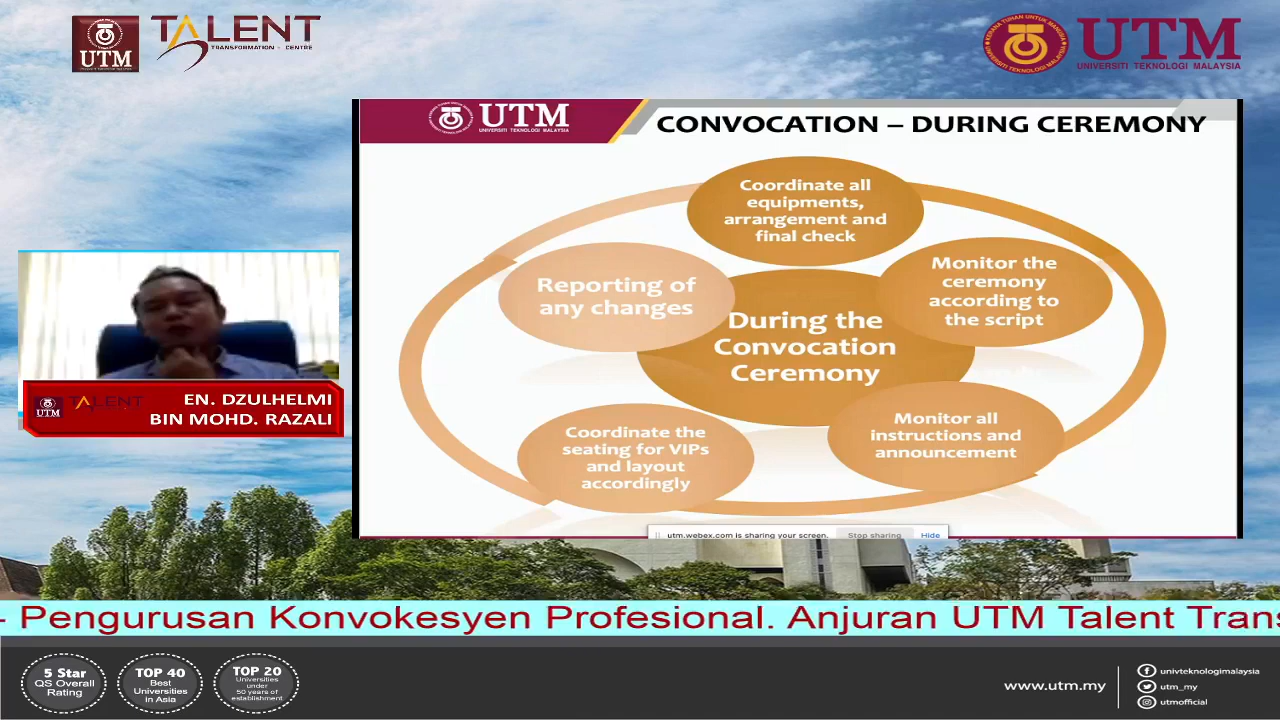 UTM
TALENT
TRANSFORMATION - CENTRE
UTM
UNIVERSITI TEKNOLOGI MALAYSIA
UTM
UNIVERSITI TEKNOLOGI MALAYSIA
CONVOCATION – DURING CEREMONY
Coordinate all
equipments,
arrangement and
final check
Monitor the
ceremony
according to
the script
Reporting of
any changes
During the
Convocation
Ceremony
Monitor all
instructions and
announcement
Coordinate the
seating for VIPs
and layout
accordingly
utm.webex.com is sharing your screen.
Stop sharing
Hide
UTM
TALENT
EN. DZULHELMI
BIN MOHD. RAZALI
- Pengurusan Konvokesyen Profesional. Anjuran UTM Talent Trans
5 Star
QS Overall
Rating
TOP 40
Best
Universities
in Asia
TOP 20
Universities
under
50 years of
establishment
www.utm.my
univteknologimalaysia
utm_my
utmofficial